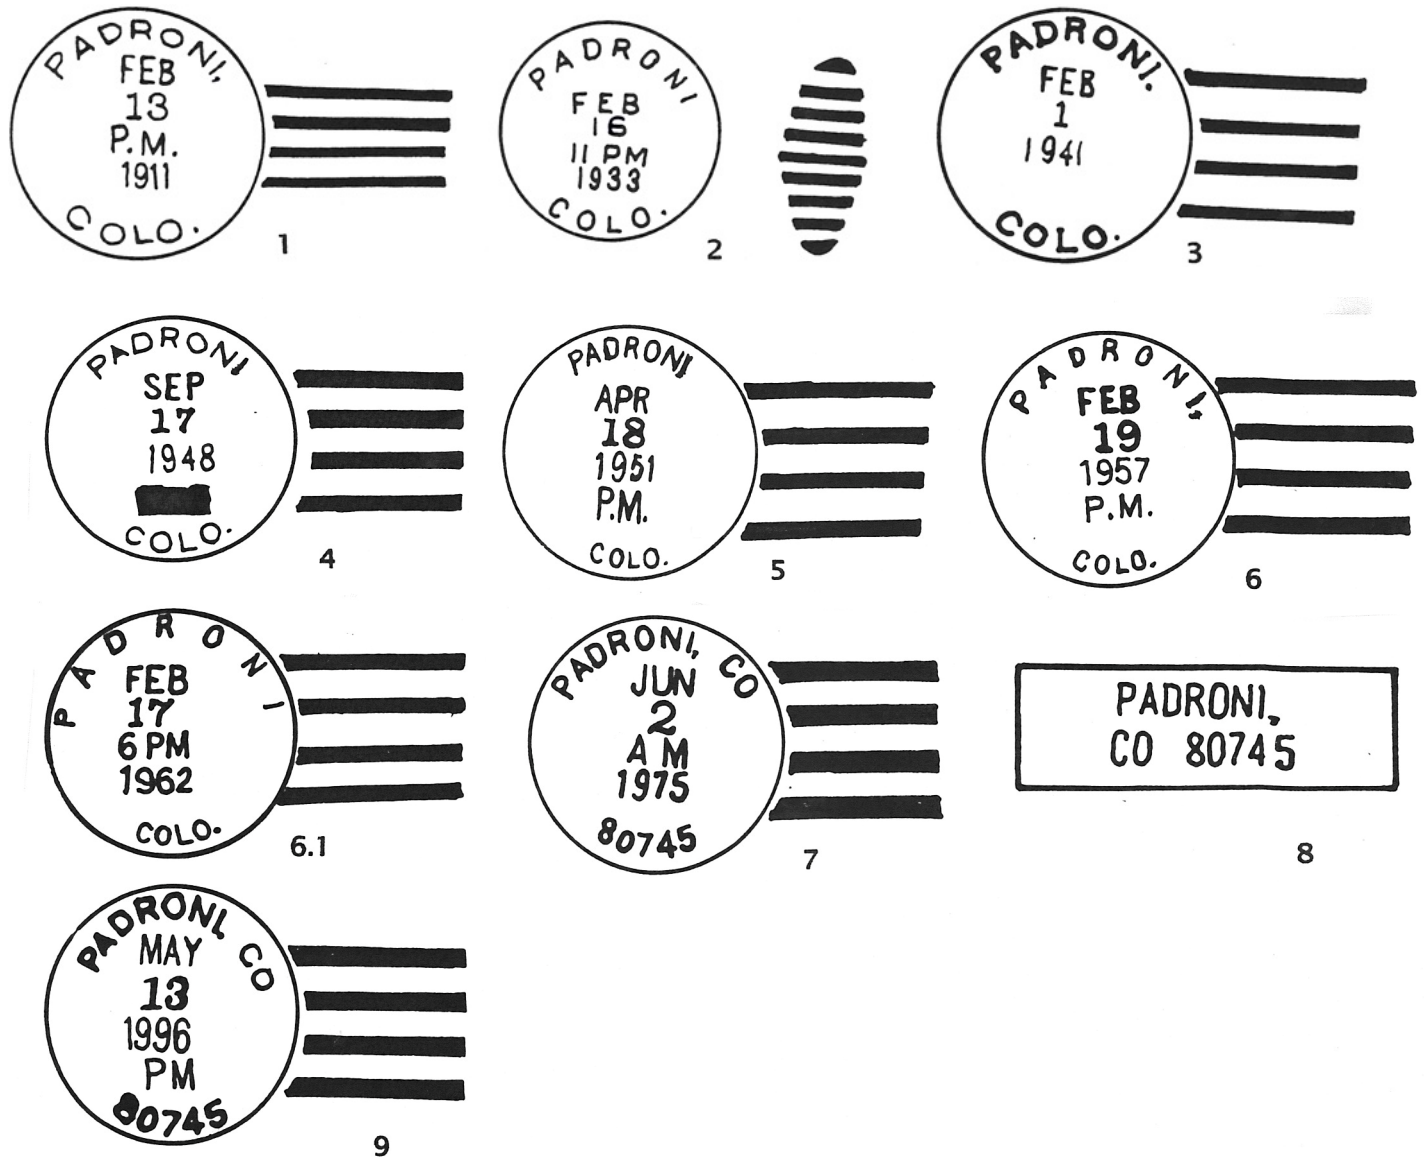 PADRONI,
FEB
13
P.M.
1911
COLO.
1
PADRONI
FEB
16
11 PM
1933
COLO.
2
PADRONI.
FEB
1
1941
COLO.
3
PADRONI
SEP
17
1948
COLO.
4
PADRONI
APR
18
1951
P.M.
COLO.
5
PADRONI,
FEB
19
1957
P.M.
COLO.
6
PADRONI
FEB
17
6 PM
1962
COLO.
6.1
PADRONI, CO
JUN
2
AM
1975
80745
7
PADRONI,
CO 80745
8
PADRONI, CO
MAY
13
1996
PM
80745
9